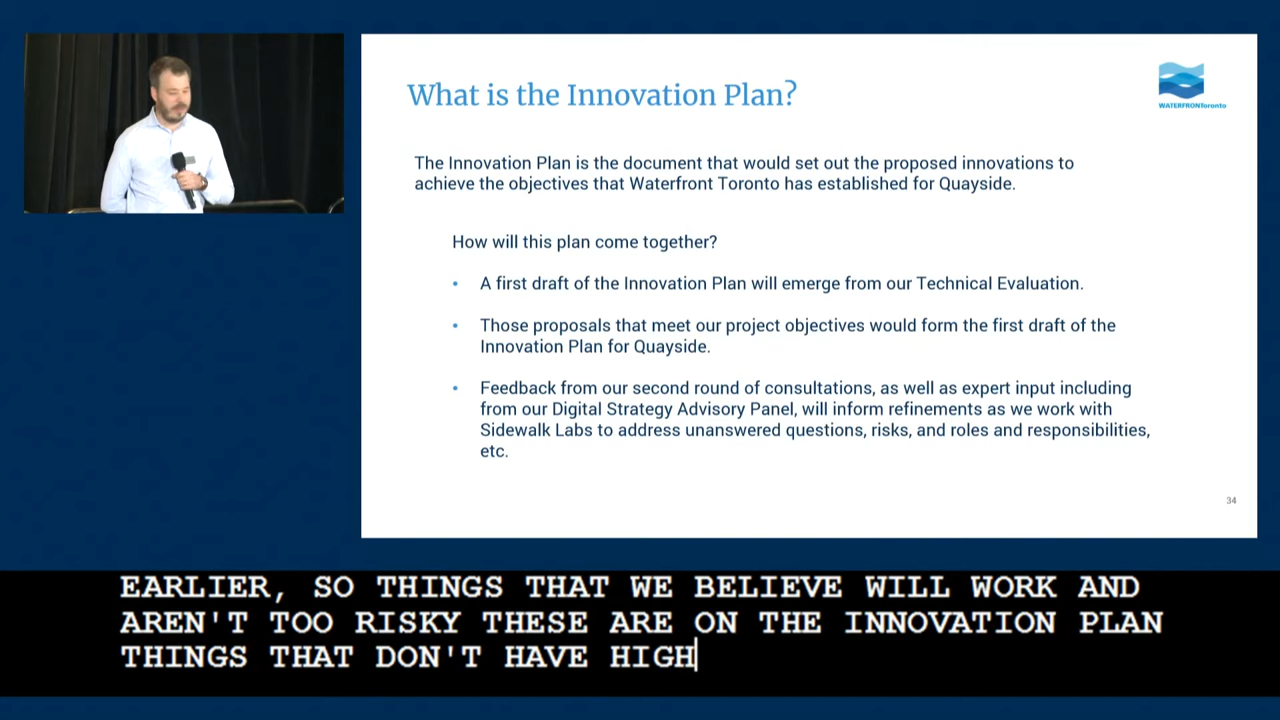 What is the Innovation Plan?
WATERFRONToronto
The Innovation Plan is the document that would set out the proposed innovations to
achieve the objectives that Waterfront Toronto has established for Quayside.
How will this plan come together?
• A first draft of the Innovation Plan will emerge from our Technical Evaluation.
• Those proposals that meet our project objectives would form the first draft of the
Innovation Plan for Quayside.
• Feedback from our second round of consultations, as well as expert input including
from our Digital Strategy Advisory Panel, will inform refinements as we work with
Sidewalk Labs to address unanswered questions, risks, and roles and responsibilities,
etc.
34
EARLIER, SO THINGS THAT WE BELIEVE WILL WORK AND
AREN'T TOO RISKY THESE ARE ON THE INNOVATION PLAN
THINGS THAT DON'T HAVE HIGH